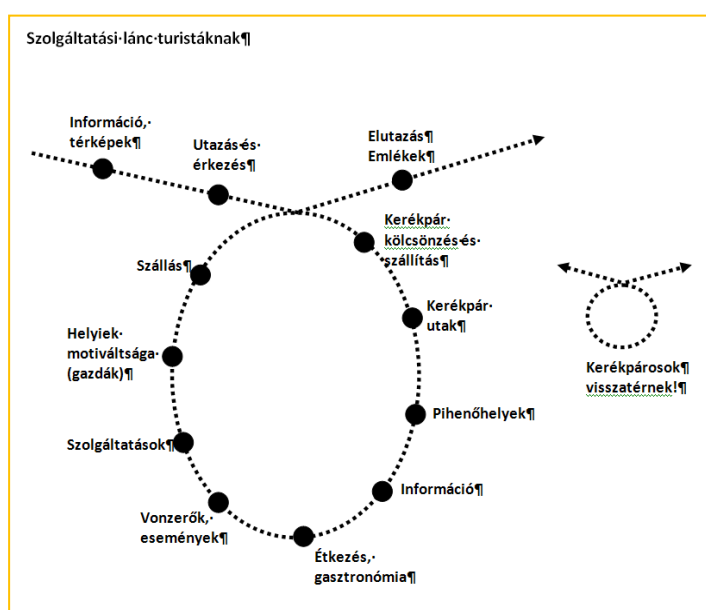 Szolgáltatási·lánc·turistáknak¶
Információ,·
térképek¶
Utazás·és·
érkezés¶
Elutazás¶
Emlékek¶
Kerékpár·
kölcsönzés·és·
szállítás¶
Szállás¶
Kerékpár·
utak¶
Helyiek·
motiváltsága·
(gazdák)¶
Kerékpárosok¶
visszatérnek!¶
Pihenőhelyek¶
Szolgáltatások¶
Információ¶
Vonzerők,·
események¶
Étkezés,·
gasztronómia¶